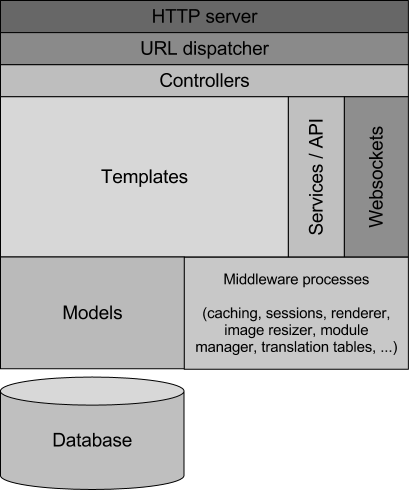 HTTP server
URL dispatcher
Controllers
Templates
Services / API
Websockets
Models
Middleware processes
(caching, sessions, renderer,
image resizer, module
manager, translation tables, ...)
Database